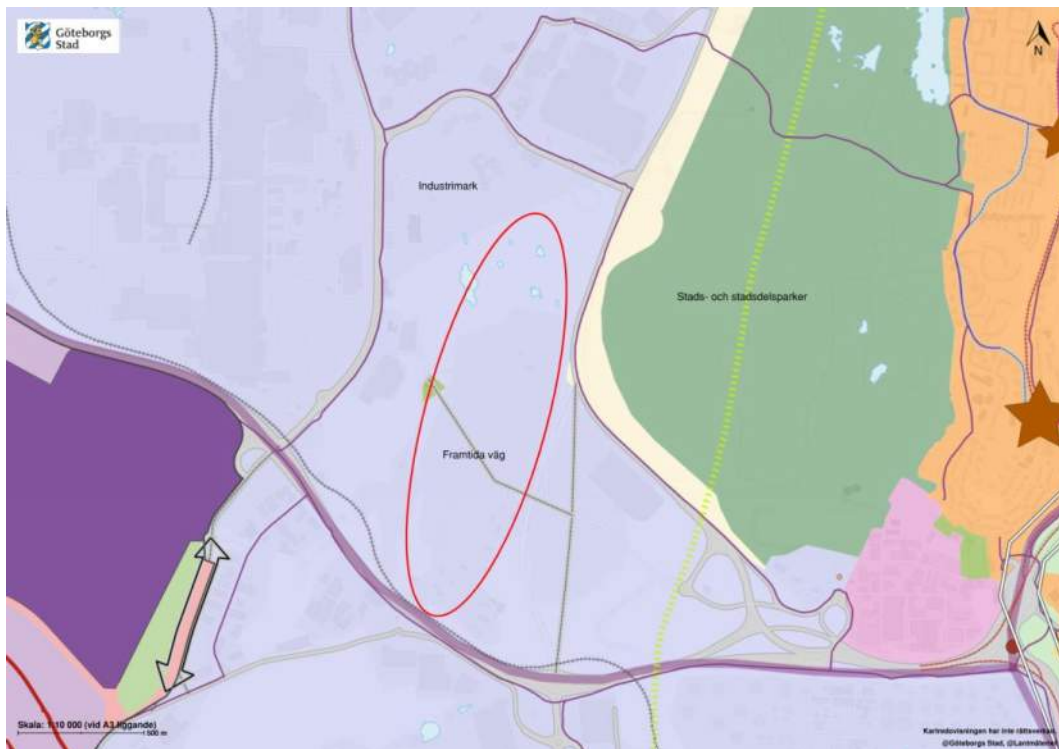 Göteborgs
Stad
N
Industrimark
Stads- och stadsdelsparker
Framtida väg
Skala: 1:10 000 (vid A3 liggande)
500 m
Kartredovisningen har inte rättsverkan.
@Göteborgs Stad, @Lantmäteriet